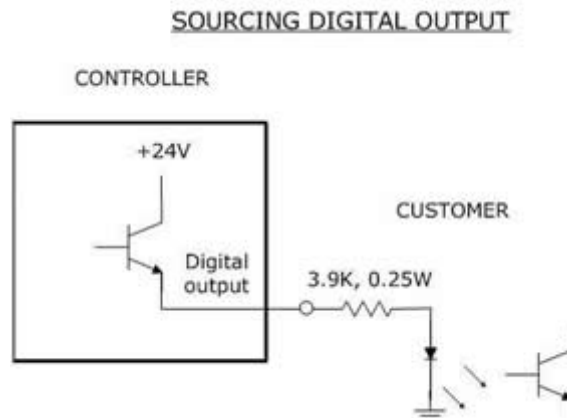 SOURCING DIGITAL OUTPUT
CONTROLLER
+24V
CUSTOMER
Digital
output
3.9K, 0.25W